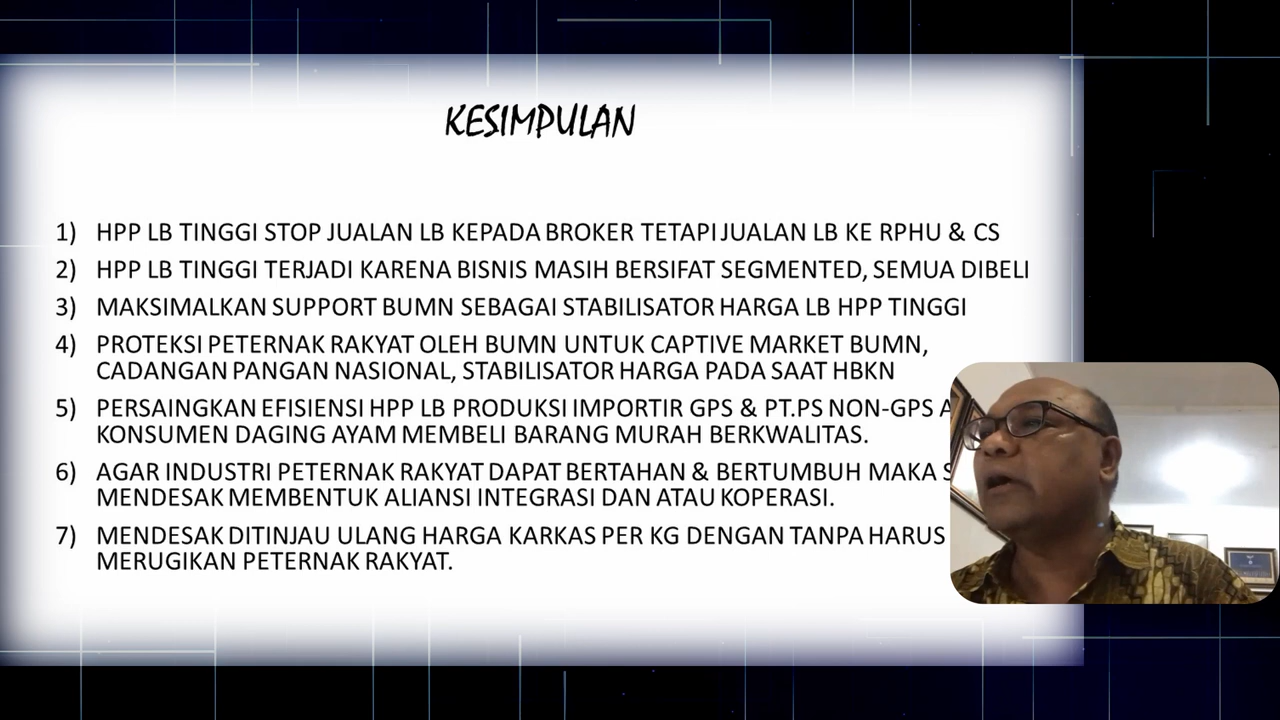 KESIMPULAN
1) HPP LB TINGGI STOP JUALAN LB KEPADA BROKER TETAPI JUALAN LB KE RPHU & CS
2) HPP LB TINGGI TERJADI KARENA BISNIS MASIH BERSIFAT SEGMENTED, SEMUA DIBELI
3) MAKSIMALKAN SUPPORT BUMN SEBAGAI STABILISATOR HARGA LB HPP TINGGI
4) PROTEKSI PETERNAK RAKYAT OLEH BUMN UNTUK CAPTIVE MARKET BUMN,
CADANGAN PANGAN NASIONAL, STABILISATOR HARGA PADA SAAT HBKN
5) PERSAINGKAN EFISIENSI HPP LB PRODUKSI IMPORTIR GPS & PT.PS NON-GPS
KONSUMEN DAGING AYAM MEMBELI BARANG MURAH BERKWALITAS.
6) AGAR INDUSTRI PETERNAK RAKYAT DAPAT BERTAHAN & BERTUMBUH MAKA
MENDESAK MEMBENTUK ALIANSI INTEGRASI DAN ATAU KOPERASI.
7) MENDESAK DITINJAU ULANG HARGA KARKAS PER KG DENGAN TANPA HARUS
MERUGIKAN PETERNAK RAKYAT.